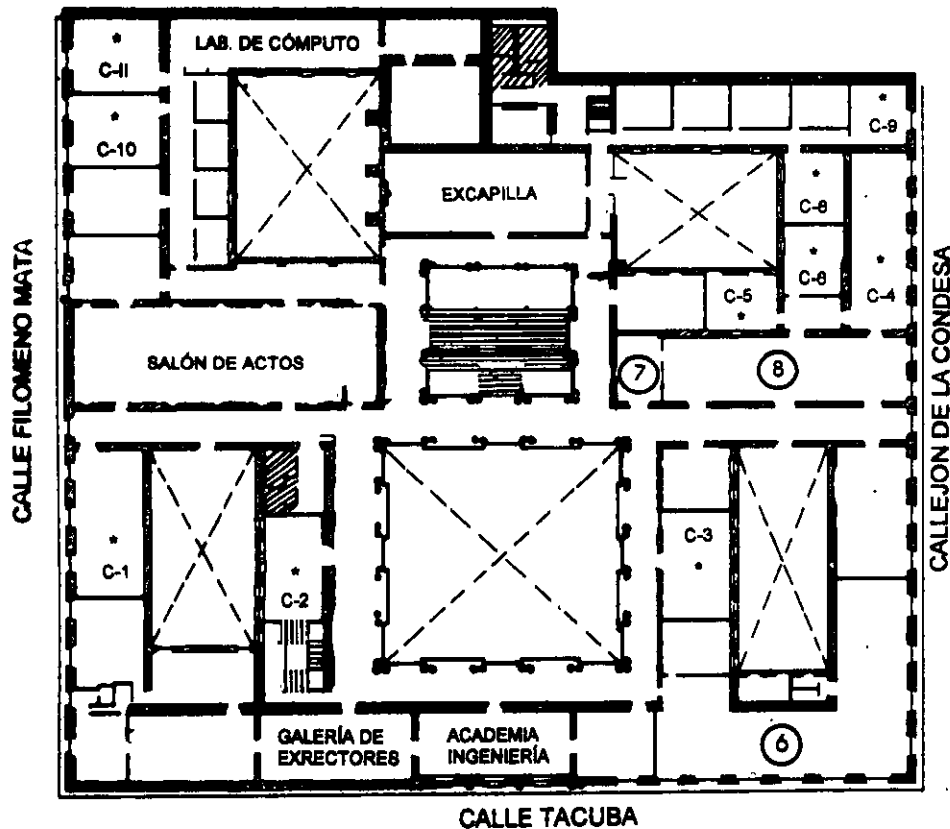 LAB. DE CÓMPUTO
*
C-11
*
C-10
*
C-9
EXCAPILLA
*
C-8
*
C-6
*
C-4
C-5
*
SALÓN DE ACTOS
7
8
CALLE FILOMENO MATA
CALLEJON DE LA CONDESA
*
C-1
*
C-2
C-3
*
GALERÍA DE
EXRECTORES
ACADEMIA
INGENIERÍA
6
CALLE TACUBA